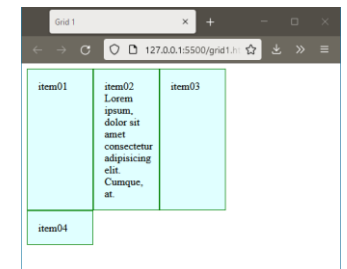 Grid 1
127.0.0.1:5500/grid1.h
item01
item02
Lorem
ipsum,
dolor sit
amet
consectetur
adipisicing
elit.
Cumque,
at.
item03
item04